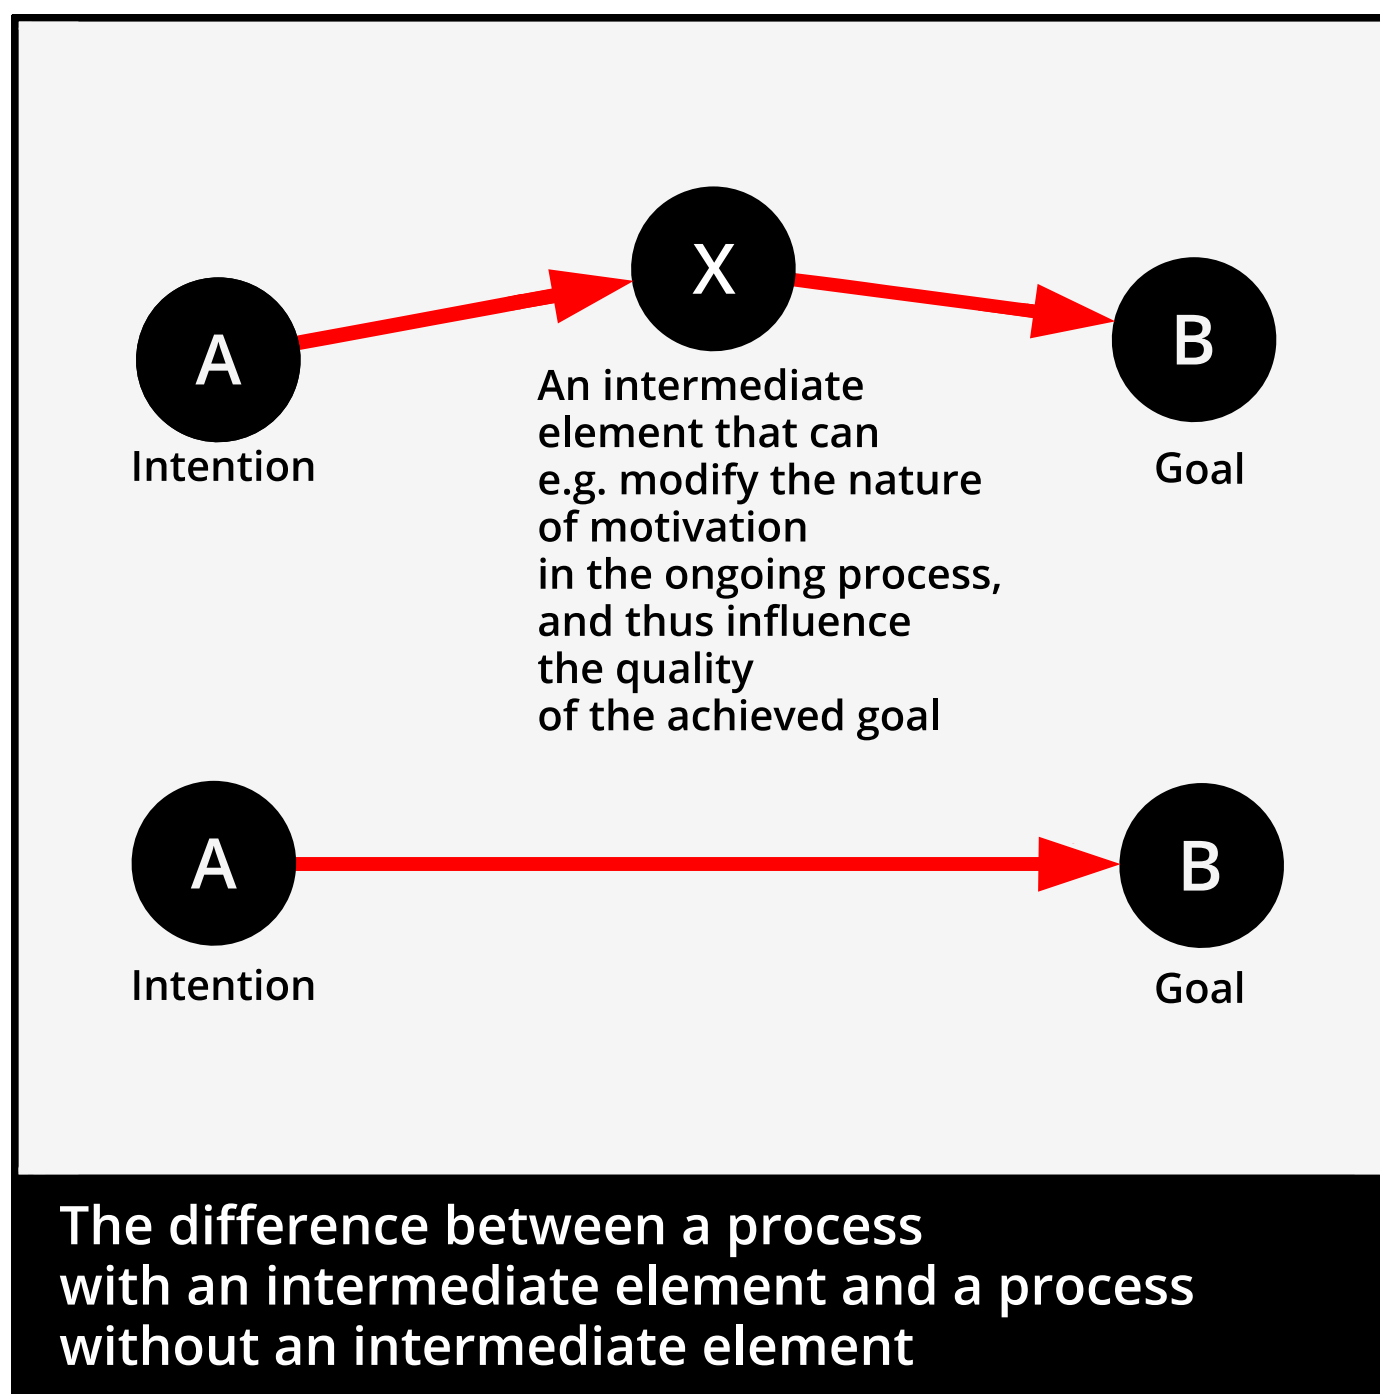 A
X
B
Intention
An intermediate
element that can
e.g. modify the nature
of motivation
in the ongoing process,
and thus influence
the quality
of the achieved goal
Goal
A
B
Intention
Goal
The difference between a process
with an intermediate element and a process
without an intermediate element